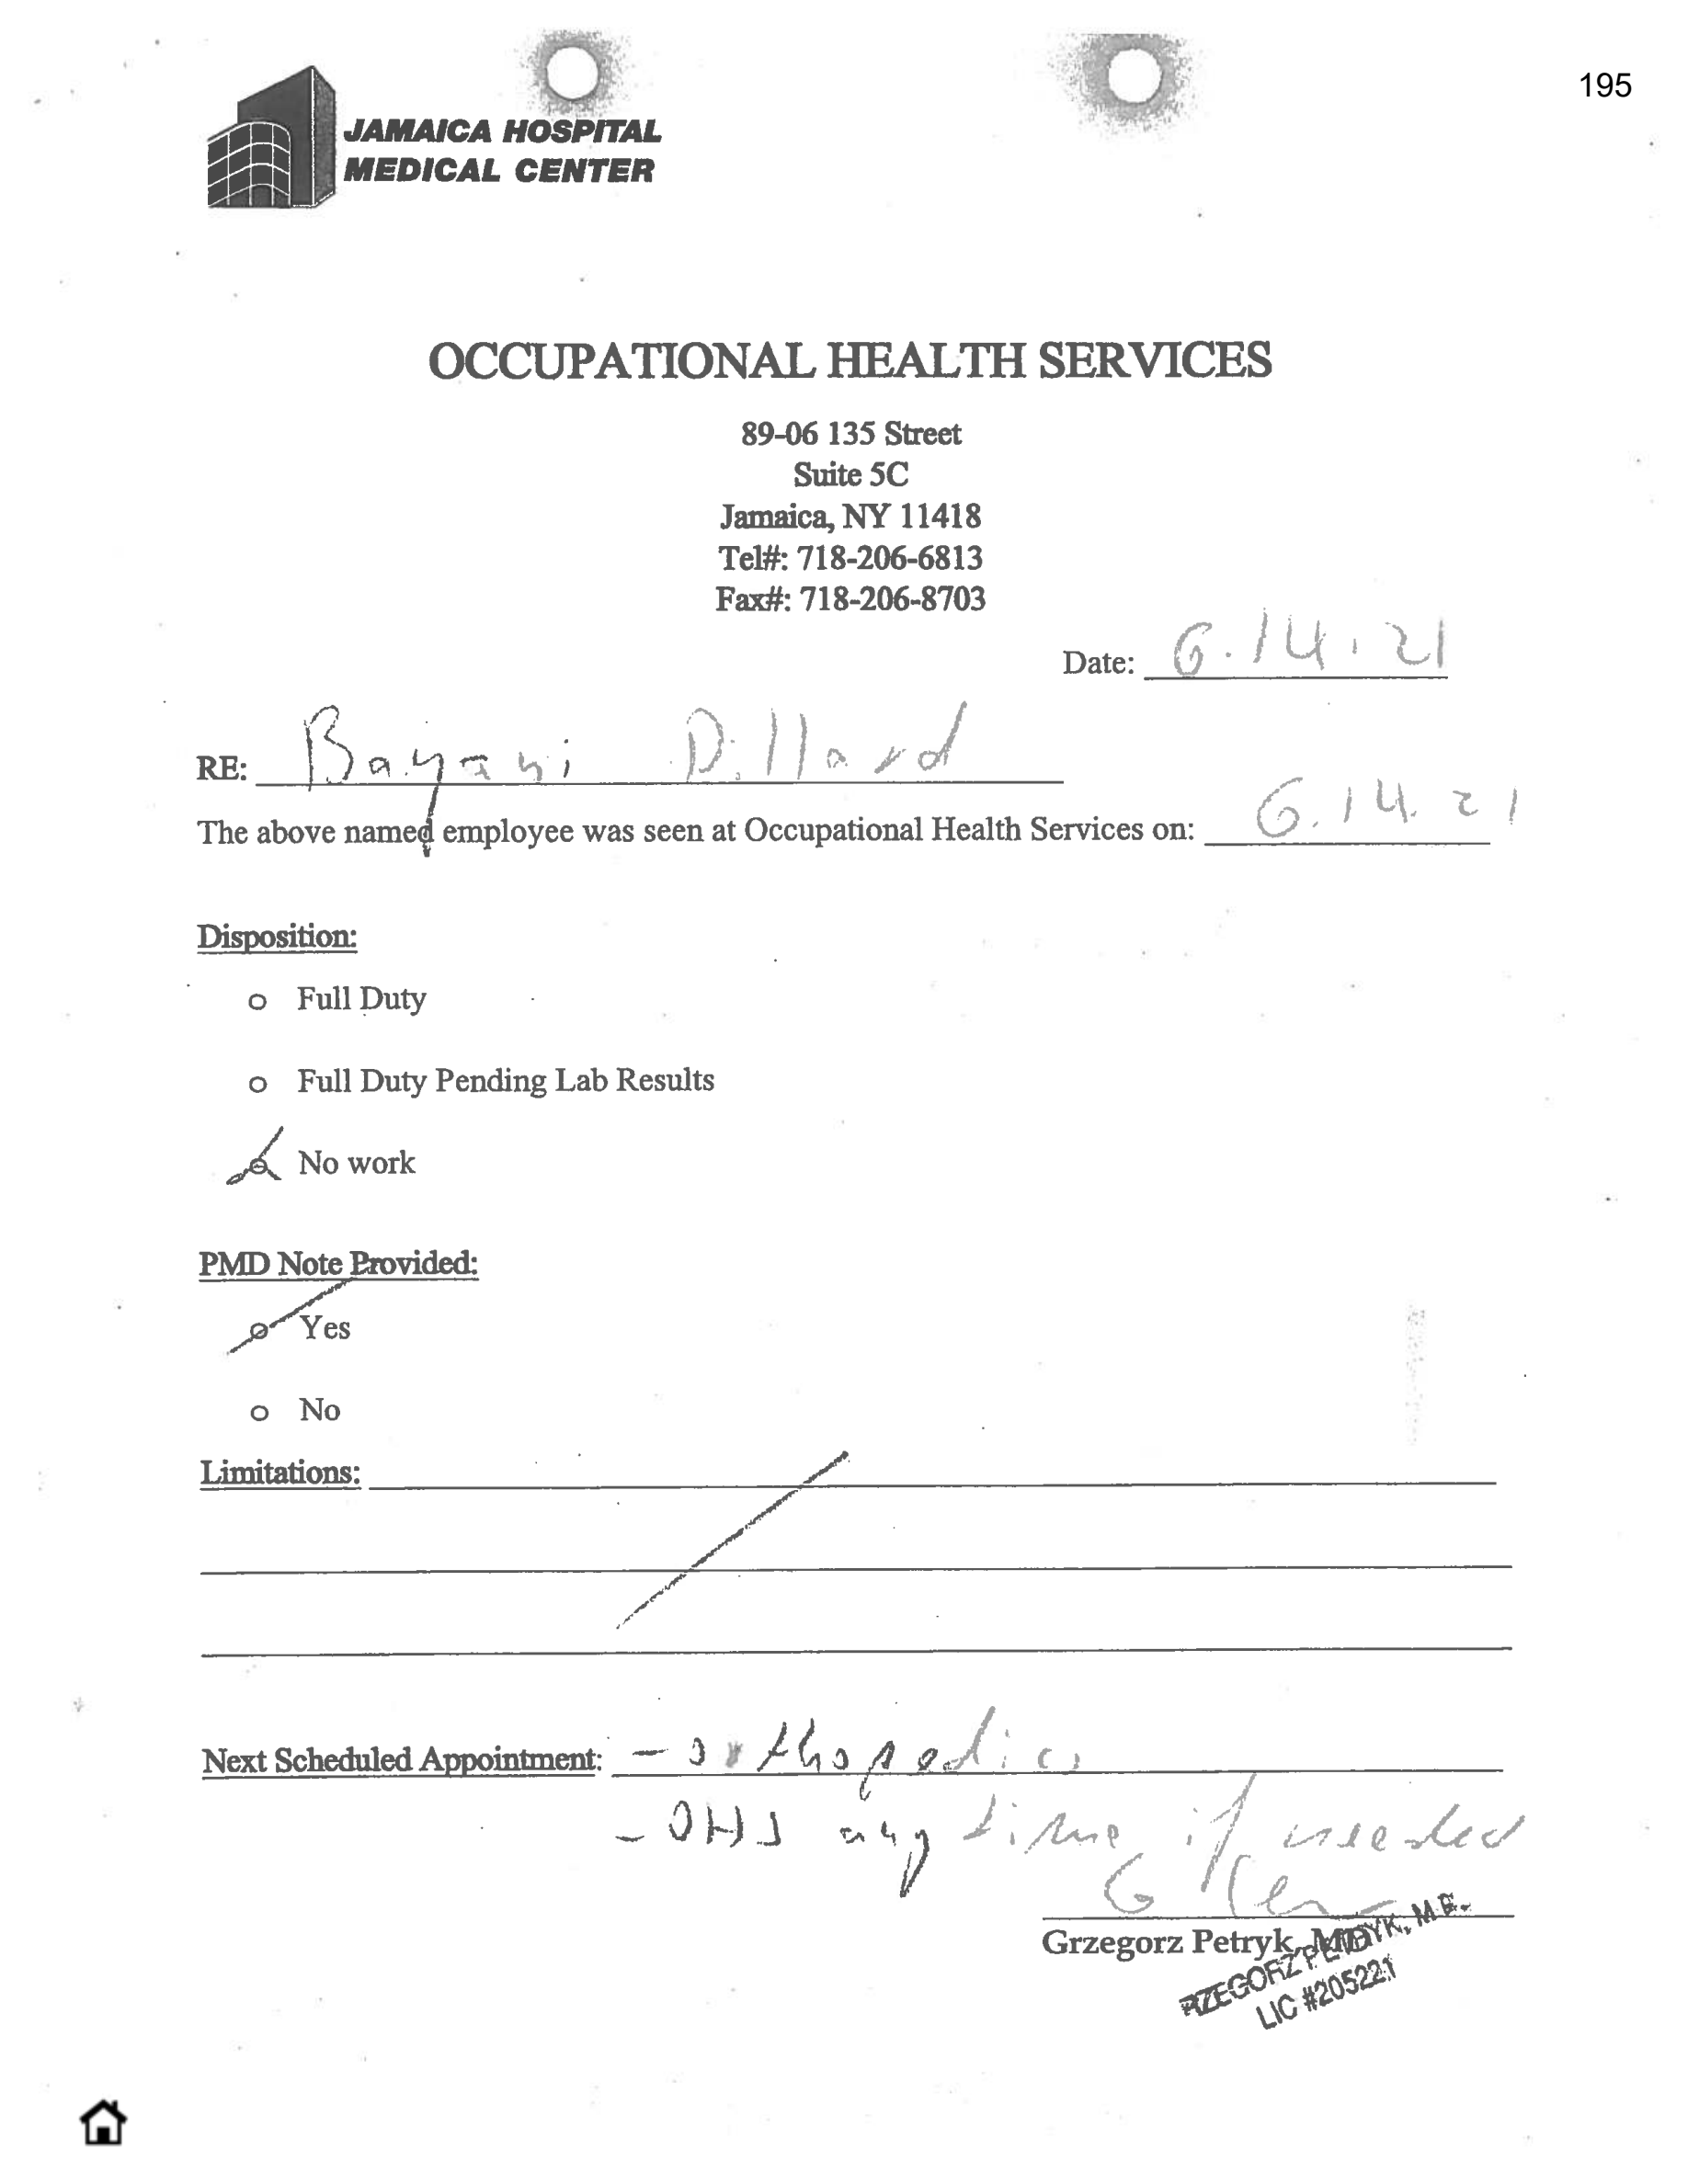 195
JAMAICA HOSPITAL
MEDICAL CENTER
OCCUPATIONAL HEALTH SERVICES
89-06 135 Street
Suite 5C
Jamaica, NY 11418
Tel#: 718-206-6813
Fax#: 718-206-8703
Date: 6.14.21
RE: Bayani Dillard
The above named employee was seen at Occupational Health Services on: 6.14.21
Disposition:
o Full Duty
o Full Duty Pending Lab Results
o No work
PMD Note Provided:
o Yes
o No
Limitations:
Next Scheduled Appointment: - orthopedics
- OHS any time if needed
Grzegorz Petryk, MD
RZEGORZ PETRYK, M.D.
LIC #205221